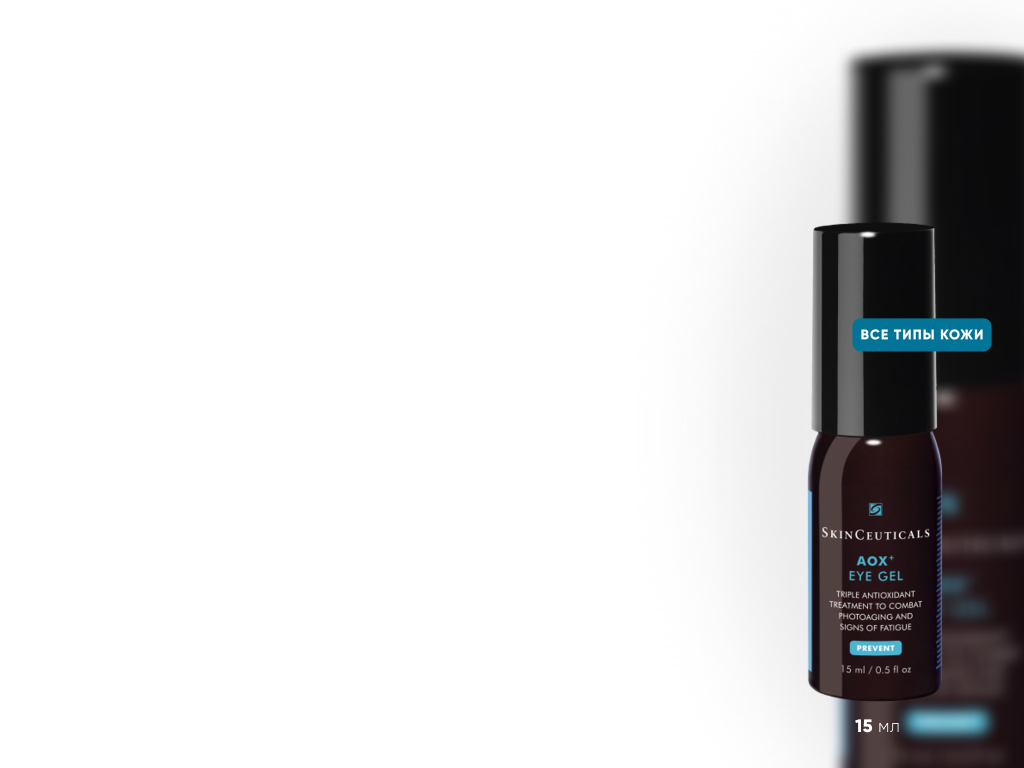 ВСЕ ТИПЫ КОЖИ
SKINCEUTICALS
AOX+
EYE GEL
TRIPLE ANTIOXIDANT
TREATMENT TO COMBAT
PHOTOAGING AND
SIGNS OF FATIGUE
PREVENT
15 ml / 0.5 fl oz
15 мл